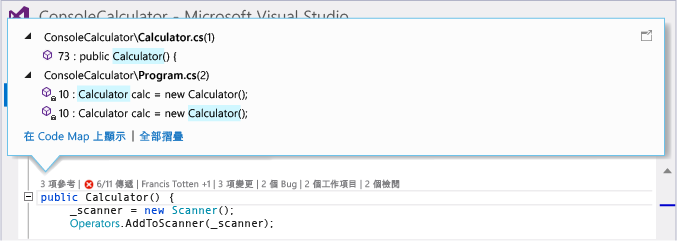 ConsoleCalculator - Microsoft Visual Studio
ConsoleCalculator\Calculator.cs(1)
73 : public Calculator() {
ConsoleCalculator\Program.cs(2)
10 : Calculator calc = new Calculator();
10 : Calculator calc = new Calculator();
在 Code Map 上顯示 | 全部摺疊
3 項參考 | 6/11 傳遞 | Francis Totten +1 | 3 項變更 | 2 個 Bug | 2 個工作項目 | 2 個檢閱
public Calculator() {
_scanner = new Scanner();
Operators.AddToScanner(_scanner);